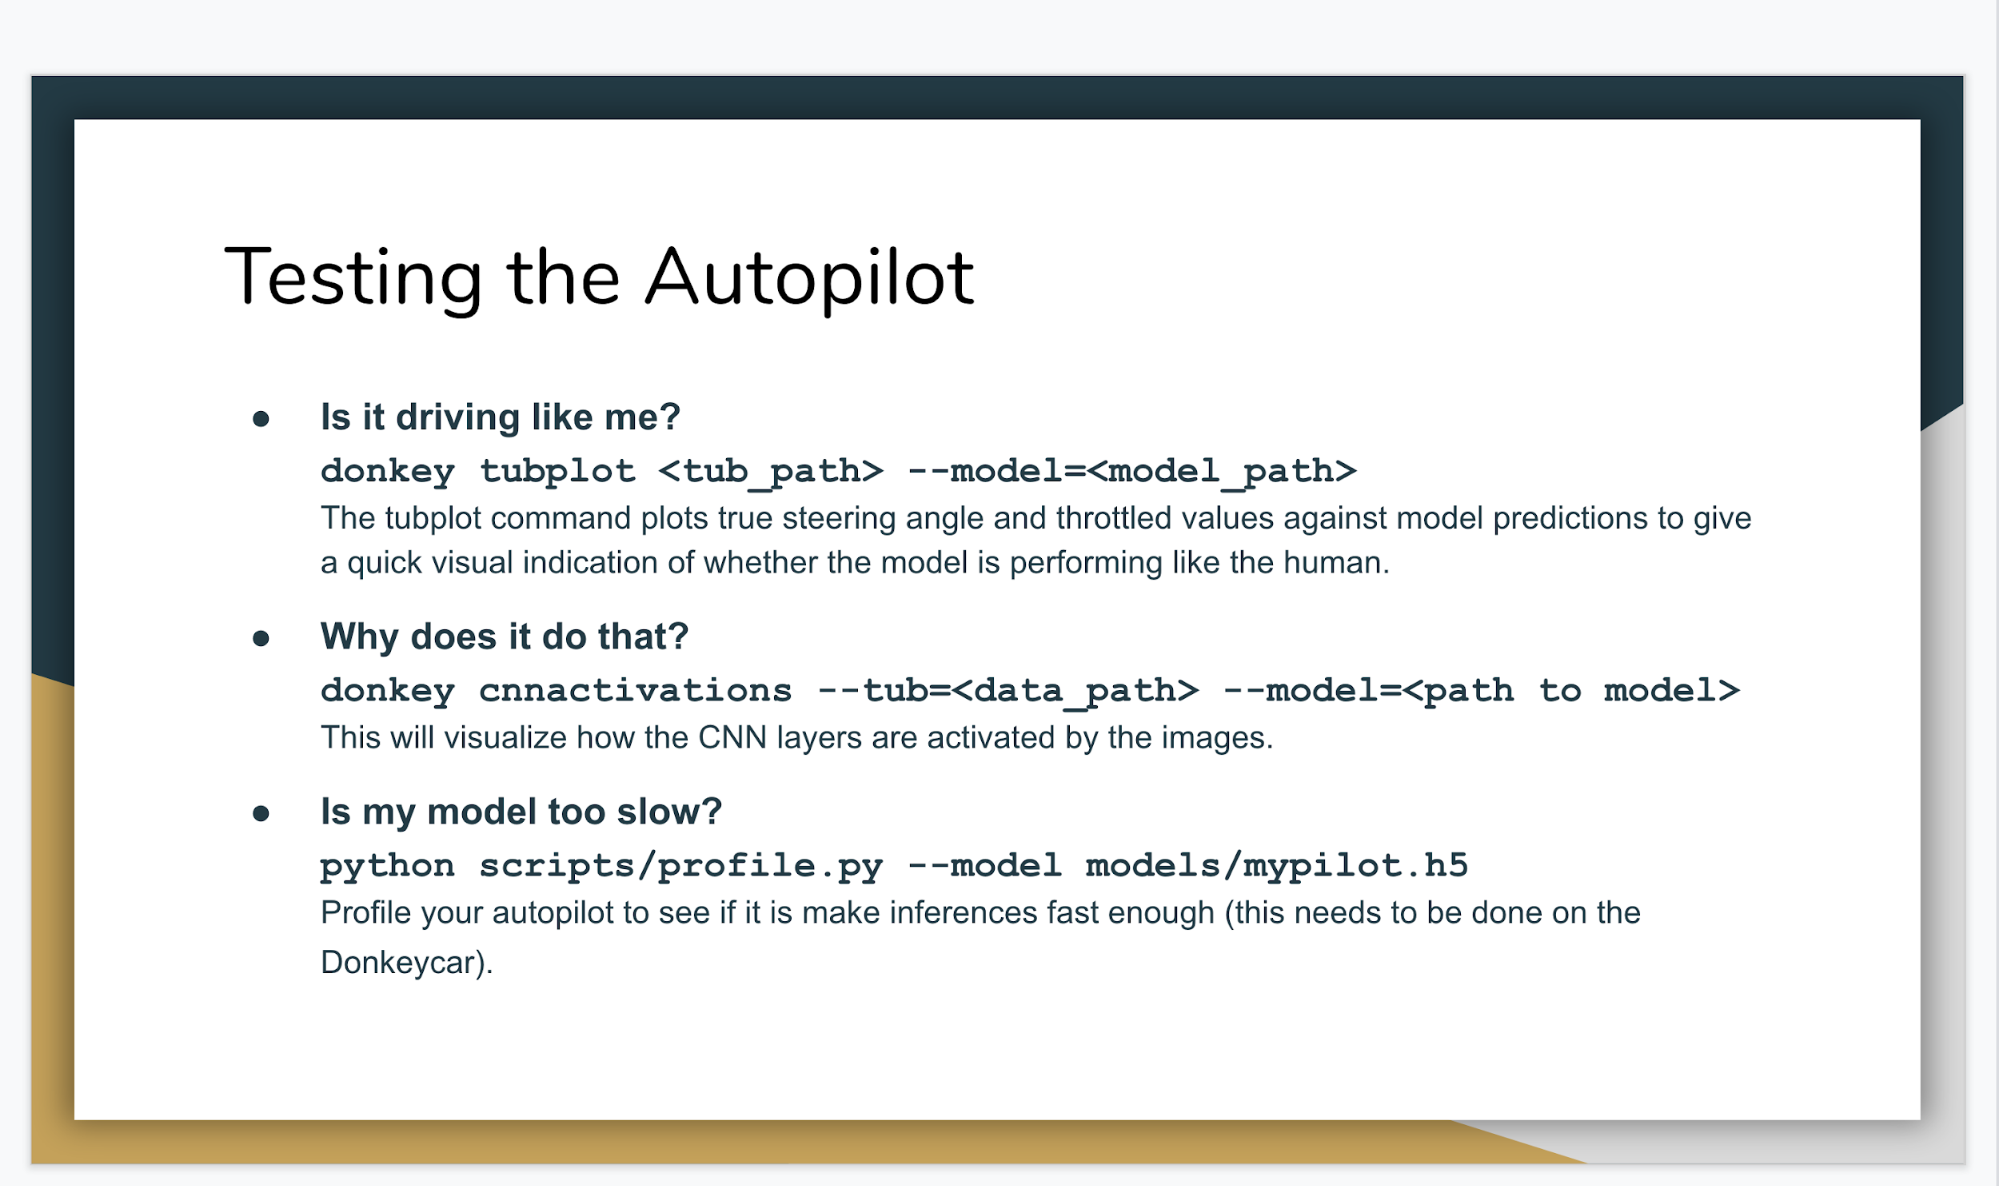 Testing the Autopilot
● Is it driving like me?
donkey tubplot <tub_path> --model=<model_path>
The tubplot command plots true steering angle and throttled values against model predictions to give
a quick visual indication of whether the model is performing like the human.
● Why does it do that?
donkey cnnactivations --tub=<data_path> --model=<path to model>
This will visualize how the CNN layers are activated by the images.
● Is my model too slow?
python scripts/profile.py --model models/mypilot.h5
Profile your autopilot to see if it is make inferences fast enough (this needs to be done on the
Donkeycar).